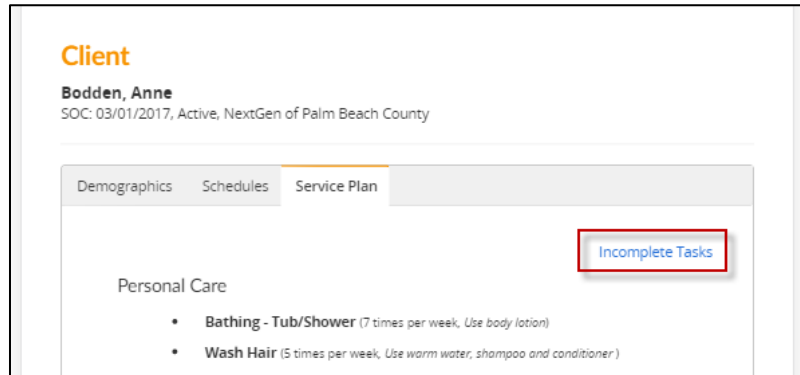 Client
Bodden, Anne
SOC: 03/01/2017, Active, NextGen of Palm Beach County
Demographics Schedules Service Plan
Incomplete Tasks
Personal Care
• Bathing - Tub/Shower (7 times per week, Use body lotion)
• Wash Hair (5 times per week, Use warm water, shampoo and conditioner )